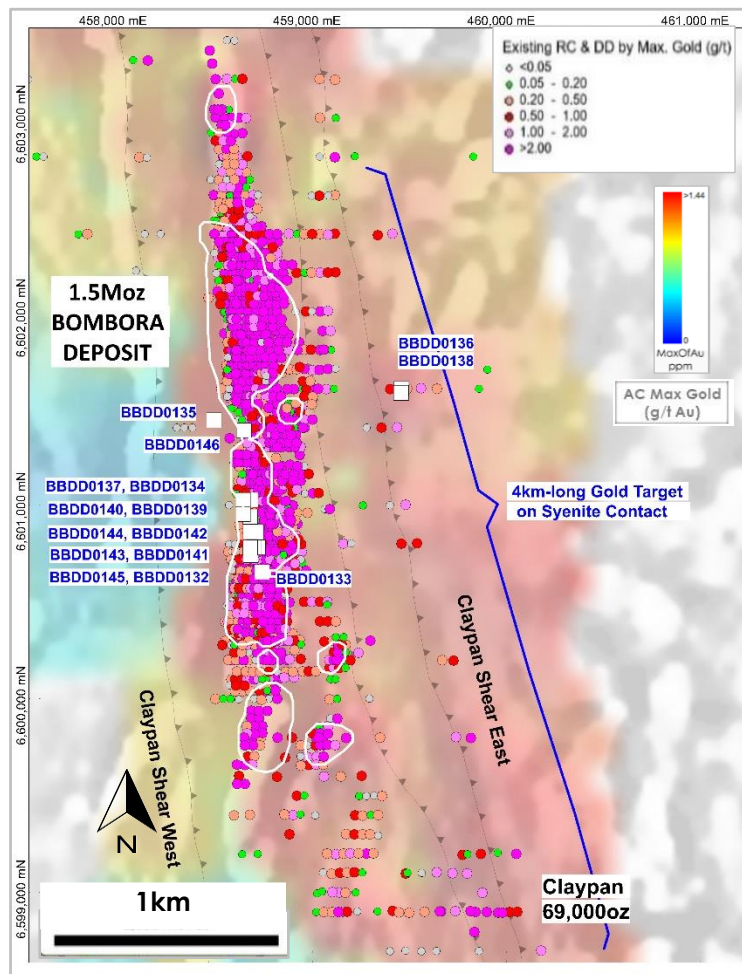 458,000 mE
459,000 mE
460,000 mE
461,000 mE
Existing RC & DD by Max. Gold (g/t)
<0.05
0.05 - 0.20
0.20 - 0.50
0.50 - 1.00
1.00 - 2.00
>2.00
6,603,000 mN
>1.44
0
MaxOfAu
ppm
AC Max Gold
(g/t Au)
1.5Moz
BOMBORA
DEPOSIT
6,602,000 mN
BBDD0136
BBDD0138
BBDD0135
BBDD0146
BBDD0137, BBDD0134
BBDD0140, BBDD0139
BBDD0144, BBDD0142
BBDD0143, BBDD0141
BBDD0145, BBDD0132
BBDD0133
6,601,000 mN
4km-long Gold Target
on Syenite Contact
Claypan Shear East
6,600,000 mN
Claypan Shear West
N
1km
Claypan
69,000oz
6,599,000 mN